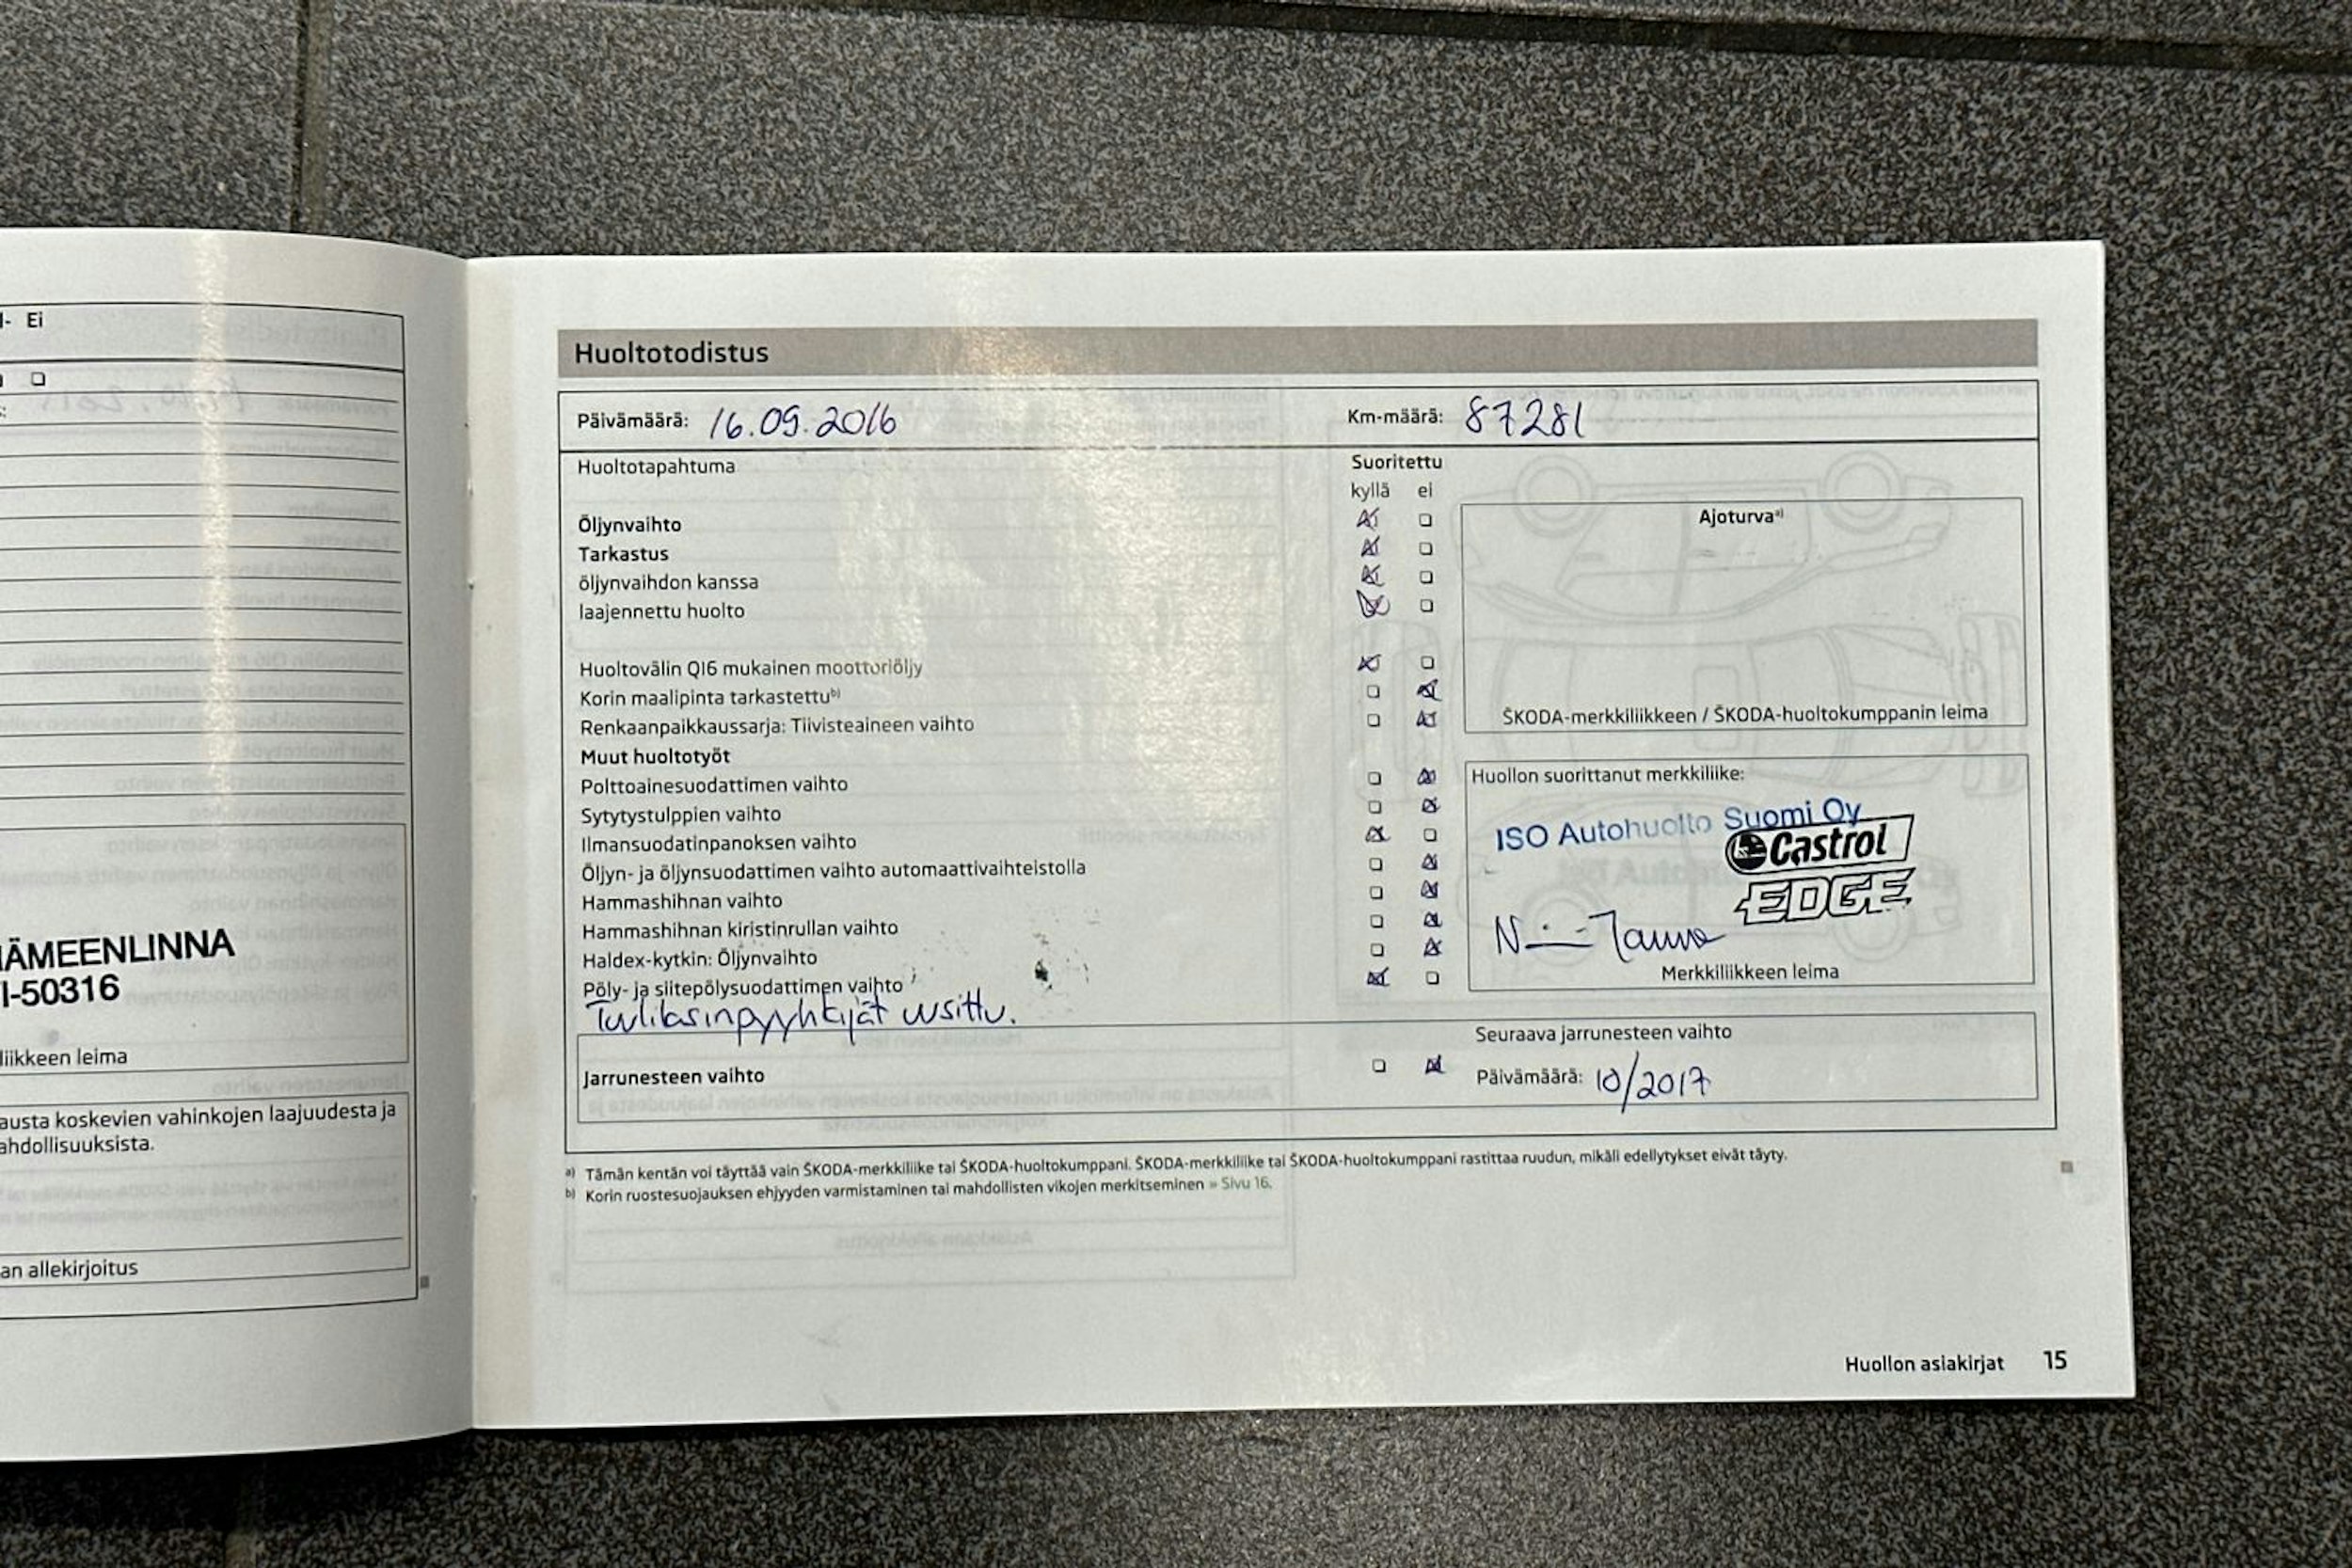 Ei
HÄMEENLINNA
I-50316
liikkeen leima
austa koskevien vahinkojen laajuudesta ja
ahdollisuuksista.
an allekirjoitus
Huoltotodistus
Päivämäärä: 16.09.2016 Km-määrä: 87281
Huoltotapahtuma Suoritettu
kyllä ei
Öljynvaihto
Tarkastus
öljynvaihdon kanssa
laajennettu huolto
Huoltovälin QI6 mukainen moottoriöljy
Korin maalipinta tarkastettu b)
Renkaanpaikkaussarja: Tiivisteaineen vaihto
Muut huoltotyöt
Polttoainesuodattimen vaihto
Sytytystulppien vaihto
Ilmansuodatinpanoksen vaihto
Öljyn- ja öljynsuodattimen vaihto automaattivaihteistolla
Hammashihnan vaihto
Hammashihnan kiristinrullan vaihto
Haldex-kytkin: Öljynvaihto
Pöly- ja siitepölysuodattimen vaihto
Tuulilasinpyyhkijät uusittu.
Ajoturva a)
ŠKODA-merkkiliikkeen / ŠKODA-huoltokumppanin leima
Huollon suorittanut merkkiliike:
ISO Autohuolto Suomi Oy
Castrol
EDGE
Merkkiliikkeen leima
Jarrunesteen vaihto
Seuraava jarrunesteen vaihto
Päivämäärä: 10/2017
a) Tämän kentän voi täyttää vain ŠKODA-merkkiliike tai ŠKODA-huoltokumppani. ŠKODA-merkkiliike tai ŠKODA-huoltokumppani rastittaa ruudun, mikäli edellytykset eivät täyty.
b) Korin ruostesuojauksen ehjyyden varmistaminen tai mahdollisten vikojen merkitseminen » Sivu 16.
Huollon asiakirjat 15